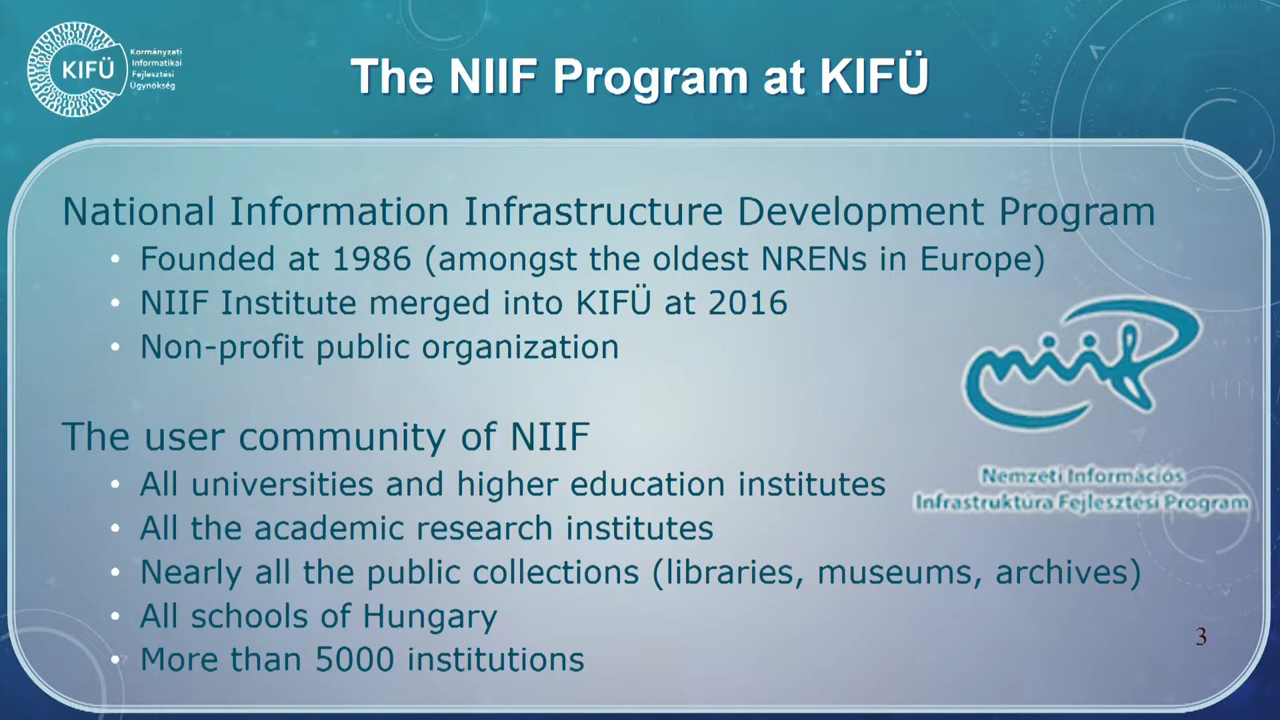 KIFÜ
Kormányzati
Informatikai
Fejlesztési
Ügynökség
The NIIF Program at KIFÜ
National Information Infrastructure Development Program
• Founded at 1986 (amongst the oldest NRENs in Europe)
• NIIF Institute merged into KIFÜ at 2016
• Non-profit public organization
niif
Nemzeti Információs
Infrastruktúra Fejlesztési Program
The user community of NIIF
• All universities and higher education institutes
• All the academic research institutes
• Nearly all the public collections (libraries, museums, archives)
• All schools of Hungary
• More than 5000 institutions
3